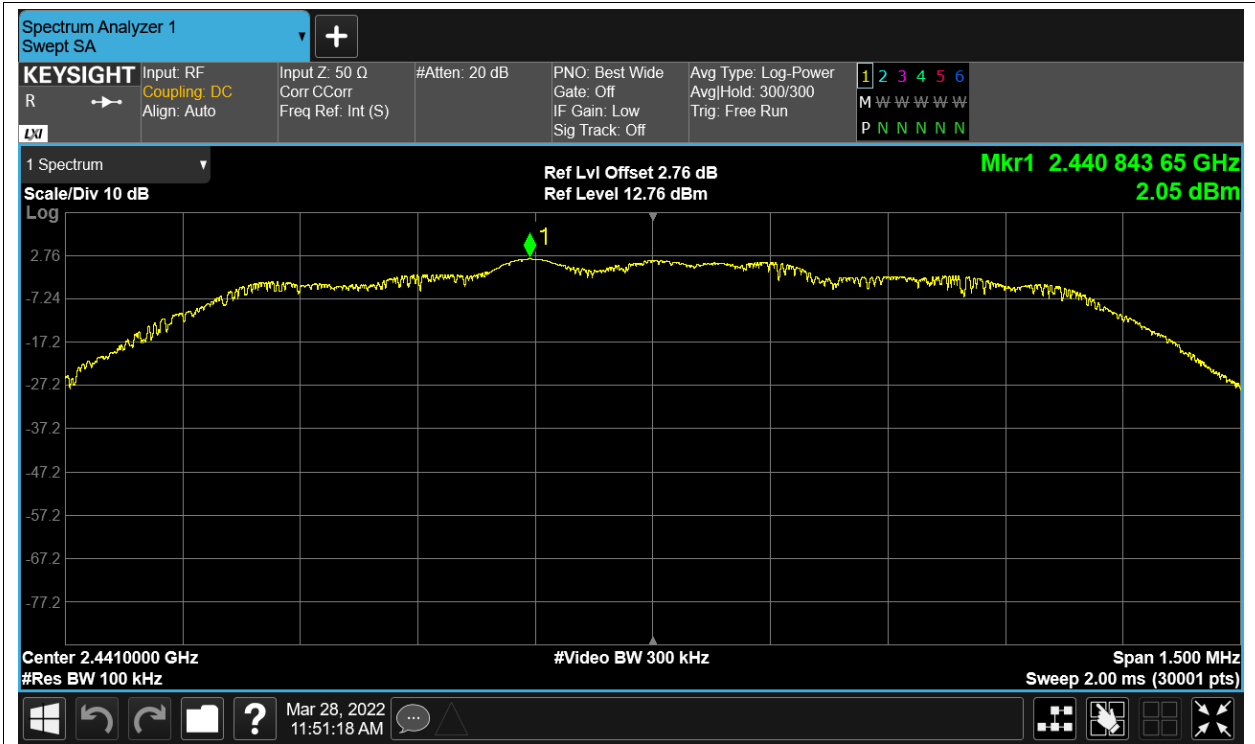 Spectrum Analyzer 1
Swept SA
KEYSIGHT
R
LXI
Input: RF
Coupling: DC
Align: Auto
Input Z: 50 Ω
Corr CCorr
Freq Ref: Int (S)
#Atten: 20 dB
PNO: Best Wide
Gate: Off
IF Gain: Low
Sig Track: Off
Avg Type: Log-Power
Avg|Hold: 300/300
Trig: Free Run
1 2 3 4 5 6
M W W W W W
P N N N N N
1 Spectrum
Scale/Div 10 dB
Log
Ref Lvl Offset 2.76 dB
Ref Level 12.76 dBm
Mkr1 2.440 843 65 GHz
2.05 dBm
1
2.76
-7.24
-17.2
-27.2
-37.2
-47.2
-57.2
-67.2
-77.2
Center 2.4410000 GHz
#Res BW 100 kHz
#Video BW 300 kHz
Span 1.500 MHz
Sweep 2.00 ms (30001 pts)
?
Mar 28, 2022
11:51:18 AM